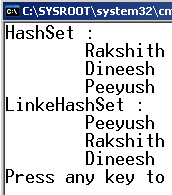 C:\SYSROOT\system32\cm
HashSet :
Rakshith
Dineesh
Peeyush
LinkeHashSet :
Peeyush
Rakshith
Dineesh
Press any key to